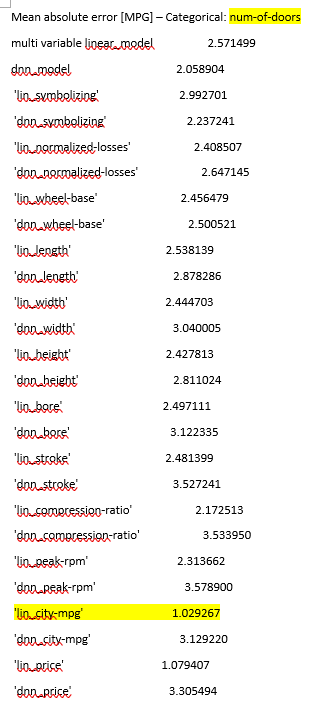 Mean absolute error [MPG] – Categorical: num-of-doors
multi variable linear_model 2.571499
dnn_model 2.058904
'lin_symbolizing' 2.992701
'dnn_symbolizing' 2.237241
'lin_normalized-losses' 2.408507
'dnn_normalized-losses' 2.647145
'lin_wheel-base' 2.456479
'dnn_wheel-base' 2.500521
'lin_length' 2.538139
'dnn_length' 2.878286
'lin_width' 2.444703
'dnn_width' 3.040005
'lin_height' 2.427813
'dnn_height' 2.811024
'lin_bore' 2.497111
'dnn_bore' 3.122335
'lin_stroke' 2.481399
'dnn_stroke' 3.527241
'lin_compression-ratio' 2.172513
'dnn_compression-ratio' 3.533950
'lin_peak-rpm' 2.313662
'dnn_peak-rpm' 3.578900
'lin_city-mpg' 1.029267
'dnn_city-mpg' 3.129220
'lin_price' 1.079407
'dnn_price' 3.305494